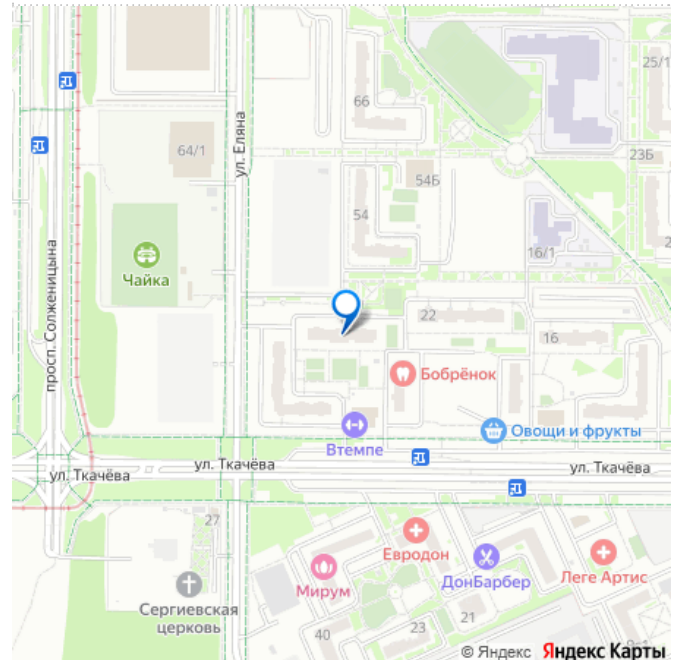 25/1
66
64/1
ул. Еляна
23Б
54Б
54
16/1
2
Чайка
просп. Солженицына
22
16
Бобрёнок
Овощи и фрукты
Втемпе
ул. Ткачёва
ул. Ткачёва
ул. Ткачёва
27
Евродон
ДонБарбер
Леге Артис
Мирум
Сергиевская
церковь
21
23
40
© Яндекс Яндекс Карты